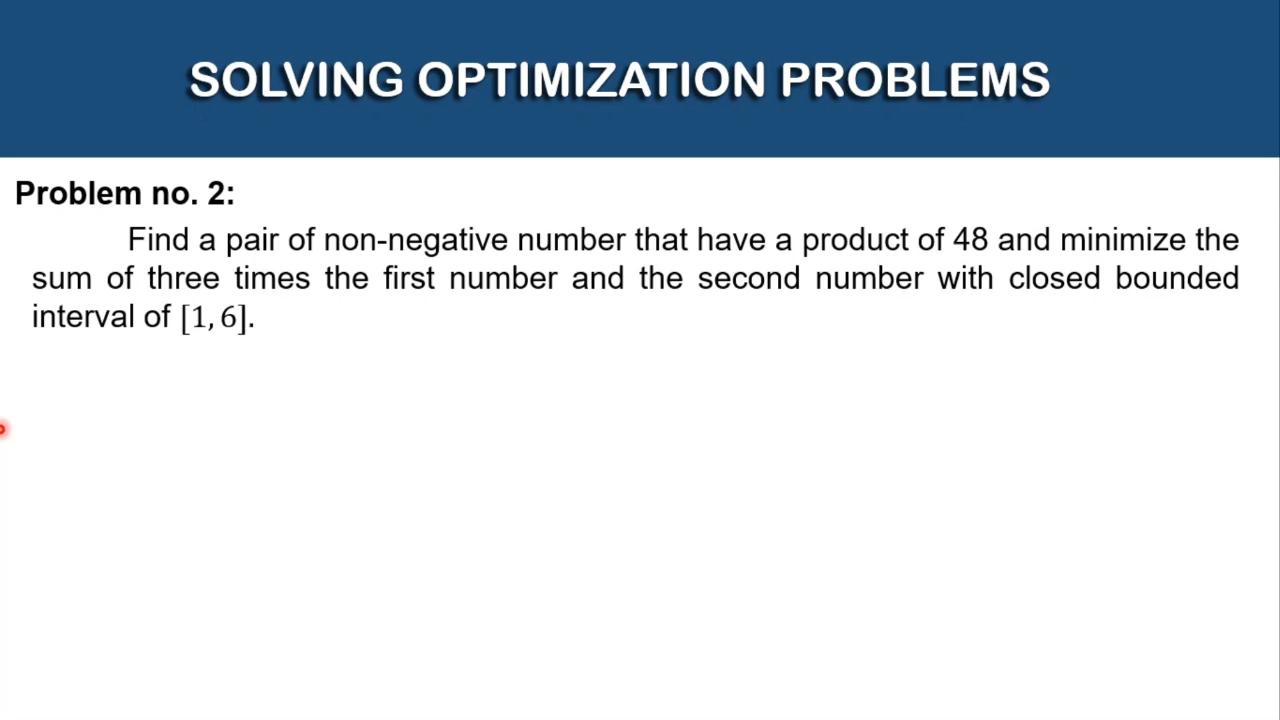 SOLVING OPTIMIZATION PROBLEMS
Problem no. 2:
Find a pair of non-negative number that have a product of 48 and minimize the
sum of three times the first number and the second number with closed bounded
interval of [1, 6].